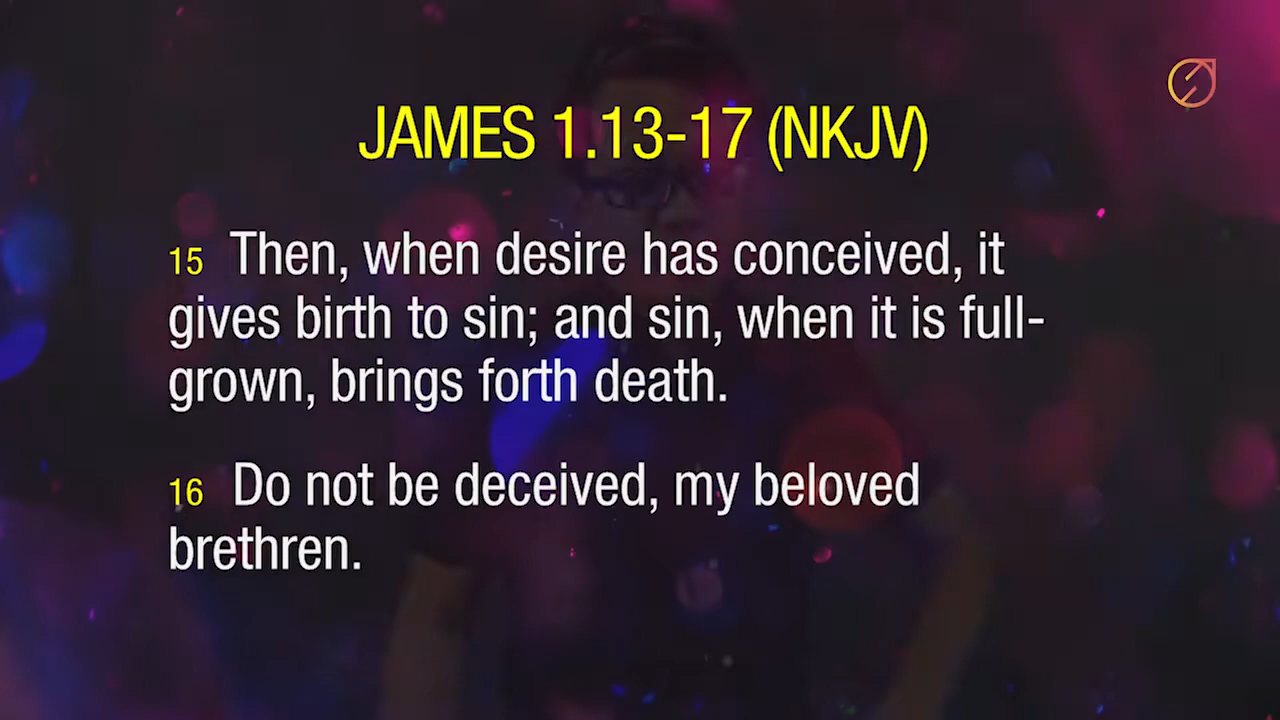 JAMES 1.13-17 (NKJV)
15 Then, when desire has conceived, it
gives birth to sin; and sin, when it is full-
grown, brings forth death.
16 Do not be deceived, my beloved
brethren.